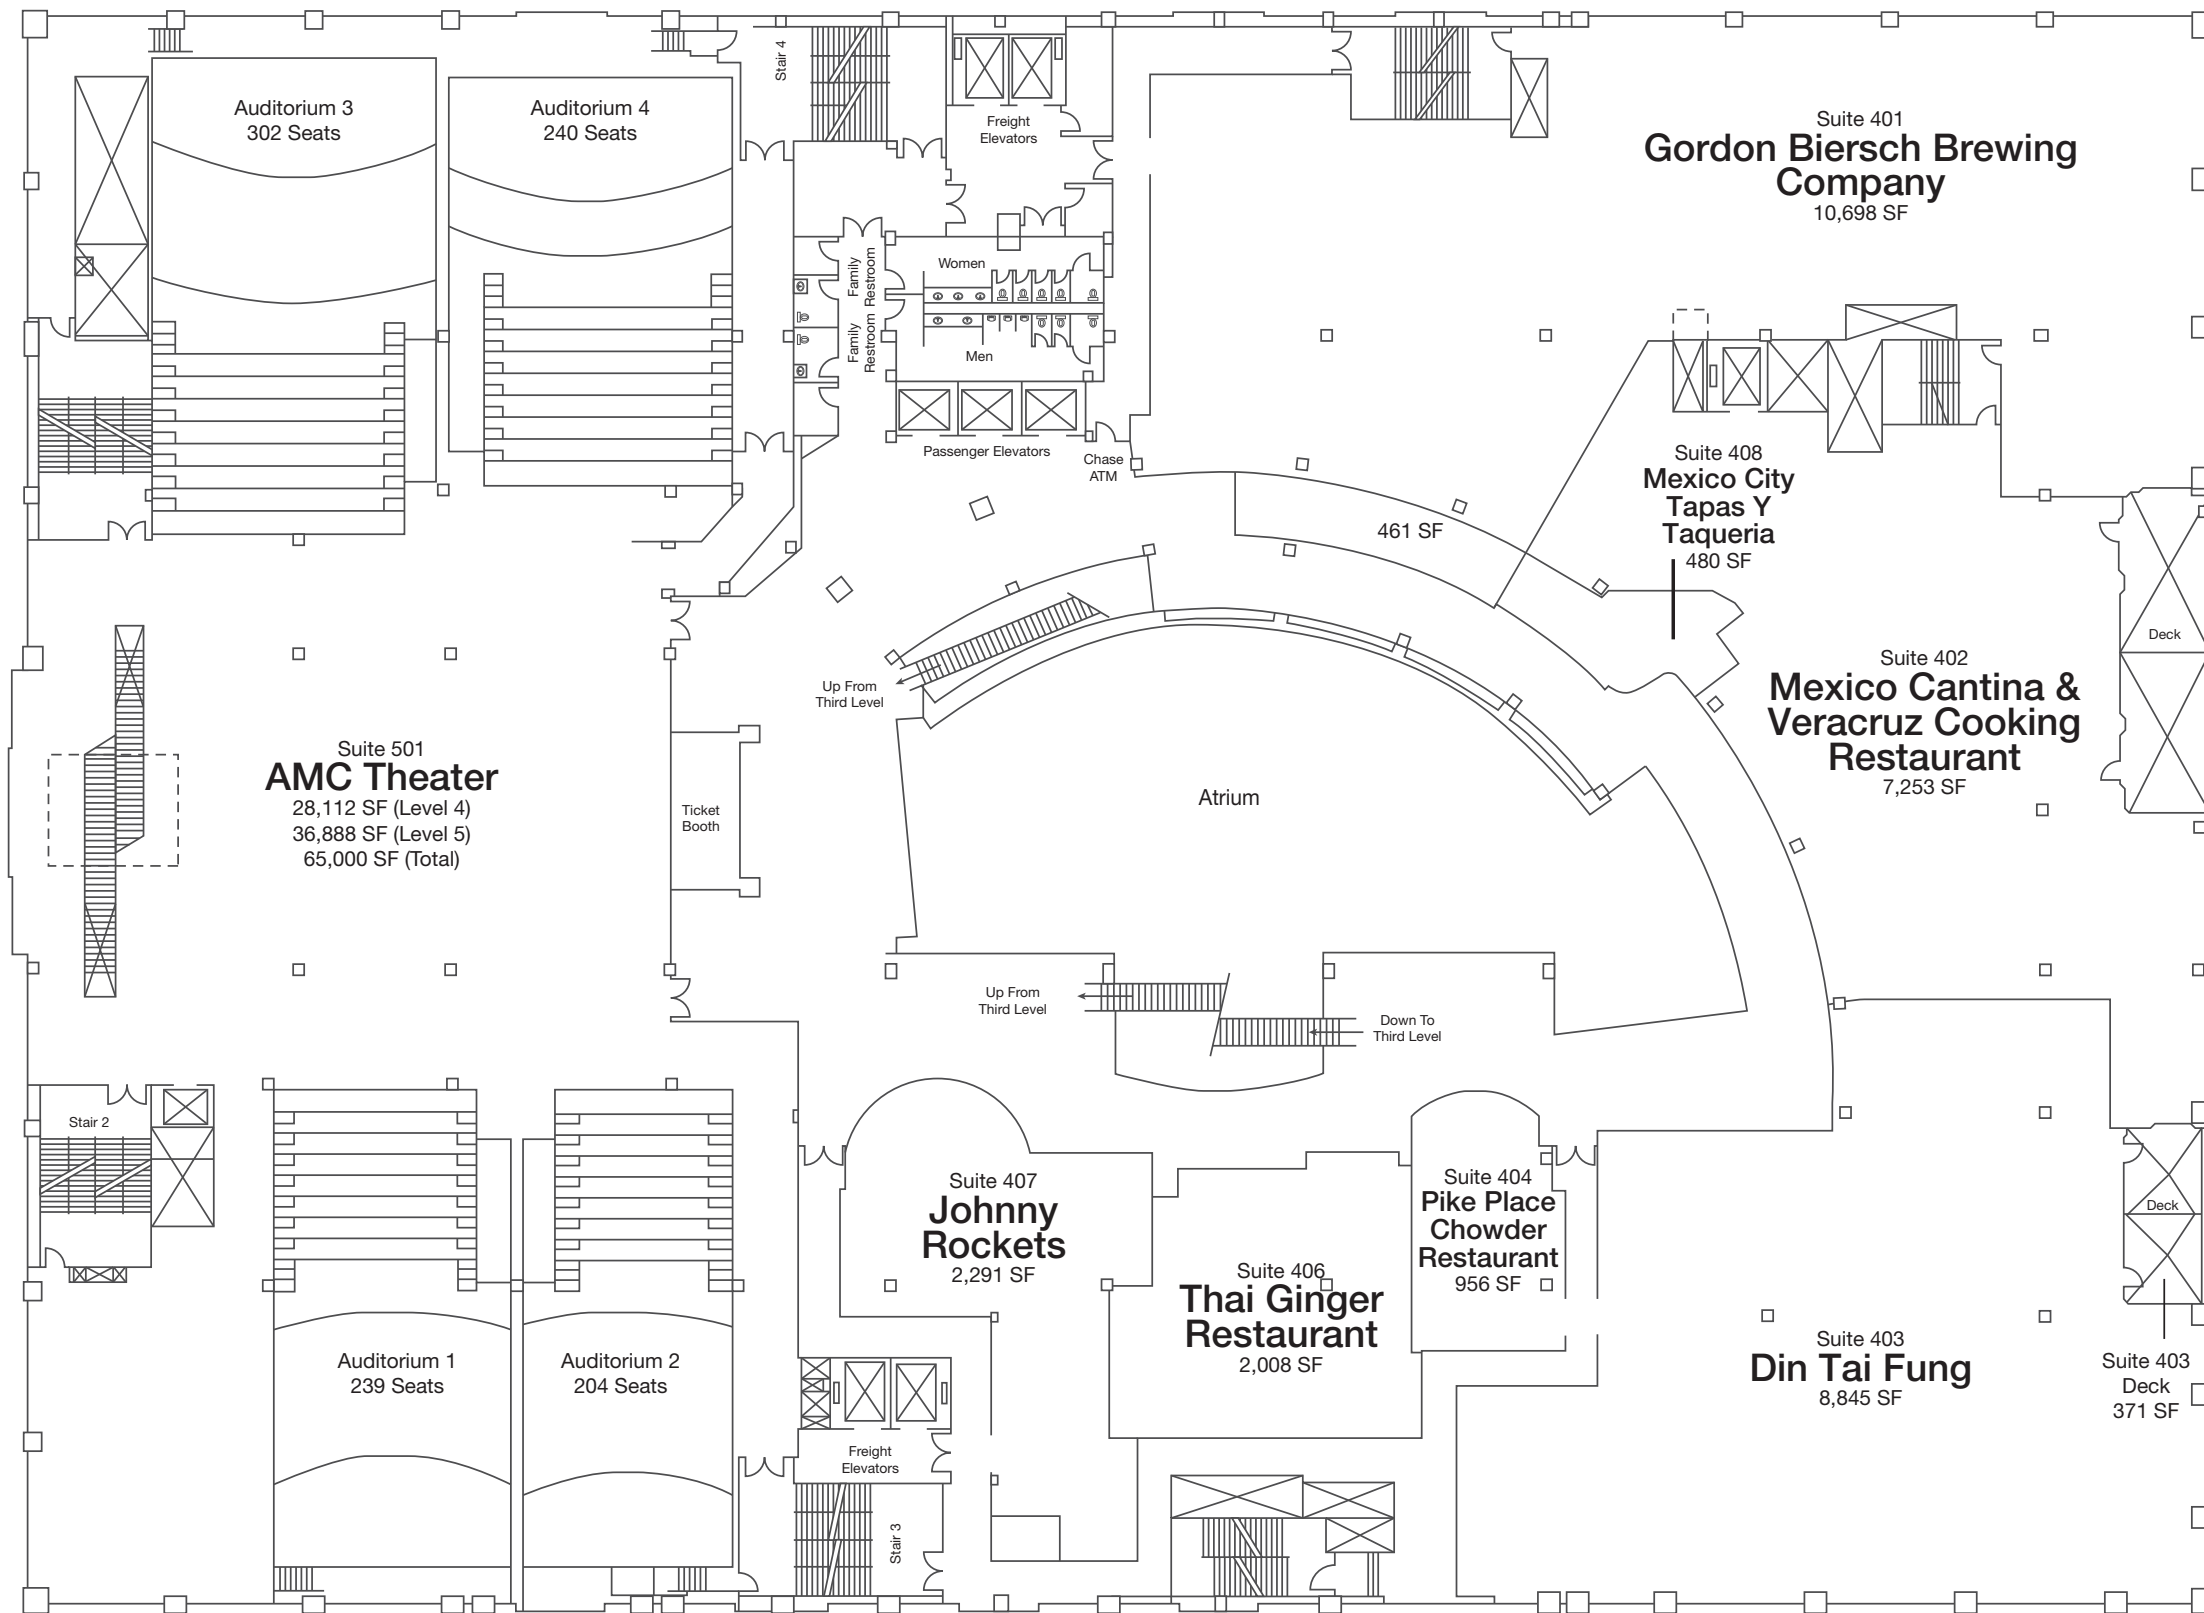 Stair 4
Auditorium 3
302 Seats
Auditorium 4
240 Seats
Freight
Elevators
Suite 401
Gordon Biersch Brewing
Company
10,698 SF
Women
Family
Restroom
Family
Restroom
Men
Passenger Elevators
Chase
ATM
Suite 408
Mexico City
Tapas Y
Taqueria
480 SF
461 SF
Deck
Up From
Third Level
Suite 402
Mexico Cantina &
Veracruz Cooking
Restaurant
7,253 SF
Suite 501
AMC Theater
28,112 SF (Level 4)
36,888 SF (Level 5)
65,000 SF (Total)
Ticket
Booth
Atrium
Up From
Third Level
Down To
Third Level
Stair 2
Suite 407
Johnny
Rockets
2,291 SF
Suite 404
Pike Place
Chowder
Restaurant
956 SF
Deck
Suite 406
Thai Ginger
Restaurant
2,008 SF
Suite 403
Din Tai Fung
8,845 SF
Suite 403
Deck
371 SF
Auditorium 1
239 Seats
Auditorium 2
204 Seats
Freight
Elevators
Stair 3